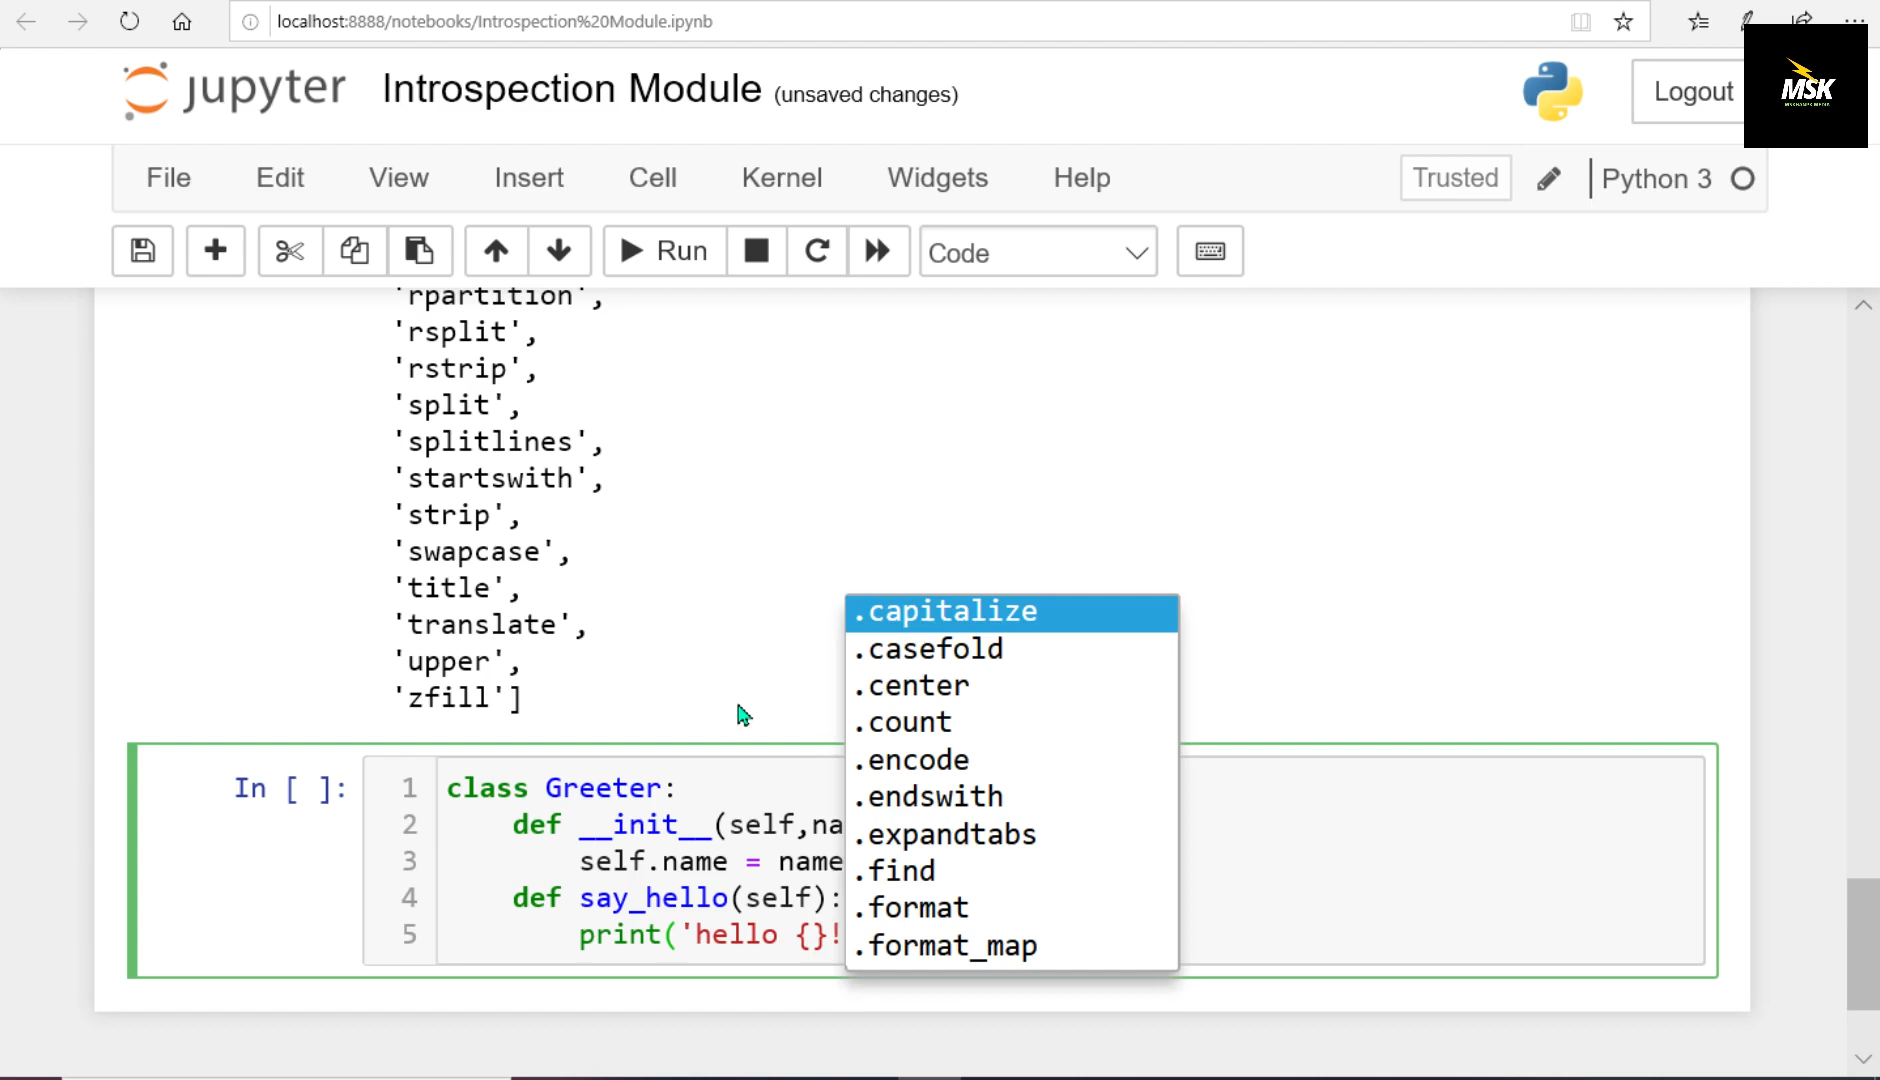 localhost:8888/notebooks/Introspection%20Module.ipynb
MSK
jupyter Introspection Module (unsaved changes)
Logout
File Edit View Insert Cell Kernel Widgets Help
Trusted
Python 3
Run
Code
'rpartition',
'rsplit',
'rstrip',
'split',
'splitlines',
'startswith',
'strip',
'swapcase',
'title',
'translate',
'upper',
'zfill']
.capitalize
.casefold
.center
.count
.encode
.endswith
.expandtabs
.find
.format
.format_map
In [ ]:
1 class Greeter:
2 def __init__(self,na
3 self.name = name
4 def say_hello(self):
5 print('hello {}!